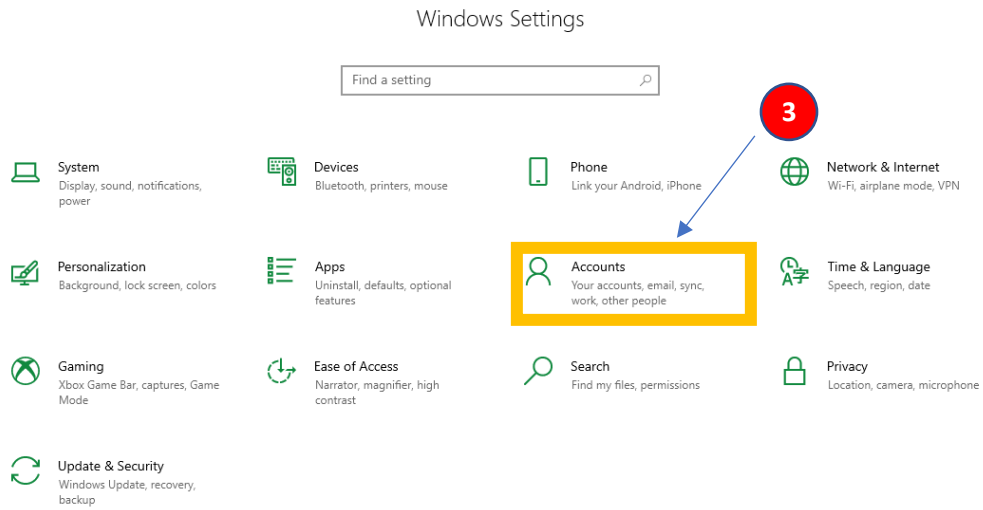 Windows Settings
Find a setting
3
System
Display, sound, notifications,
power
Devices
Bluetooth, printers, mouse
Phone
Link your Android, iPhone
Network & Internet
Wi-Fi, airplane mode, VPN
Personalization
Background, lock screen, colors
Apps
Uninstall, defaults, optional
features
Accounts
Your accounts, email, sync,
work, other people
A字
Time & Language
Speech, region, date
Gaming
Xbox Game Bar, captures, Game
Mode
Ease of Access
Narrator, magnifier, high
contrast
Search
Find my files, permissions
Privacy
Location, camera, microphone
Update & Security
Windows Update, recovery,
backup